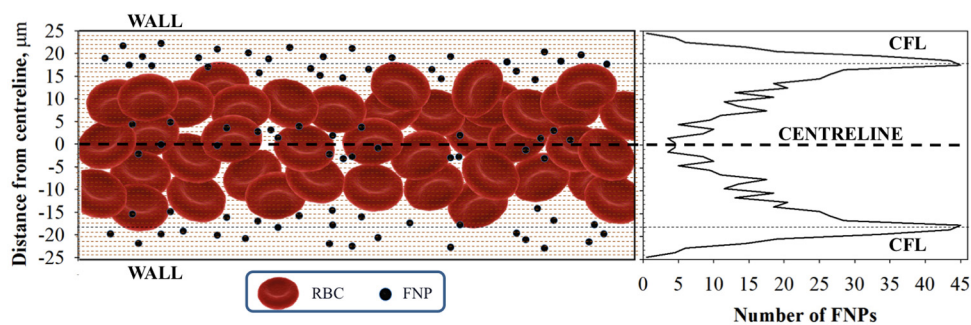 WALL
Distance from centreline, µm
25
20
15
10
5
0
-5
-10
-15
-20
-25
WALL
RBC
FNP
CFL
CENTRELINE
CFL
0 5 10 15 20 25 30 35 40 45
Number of FNPs